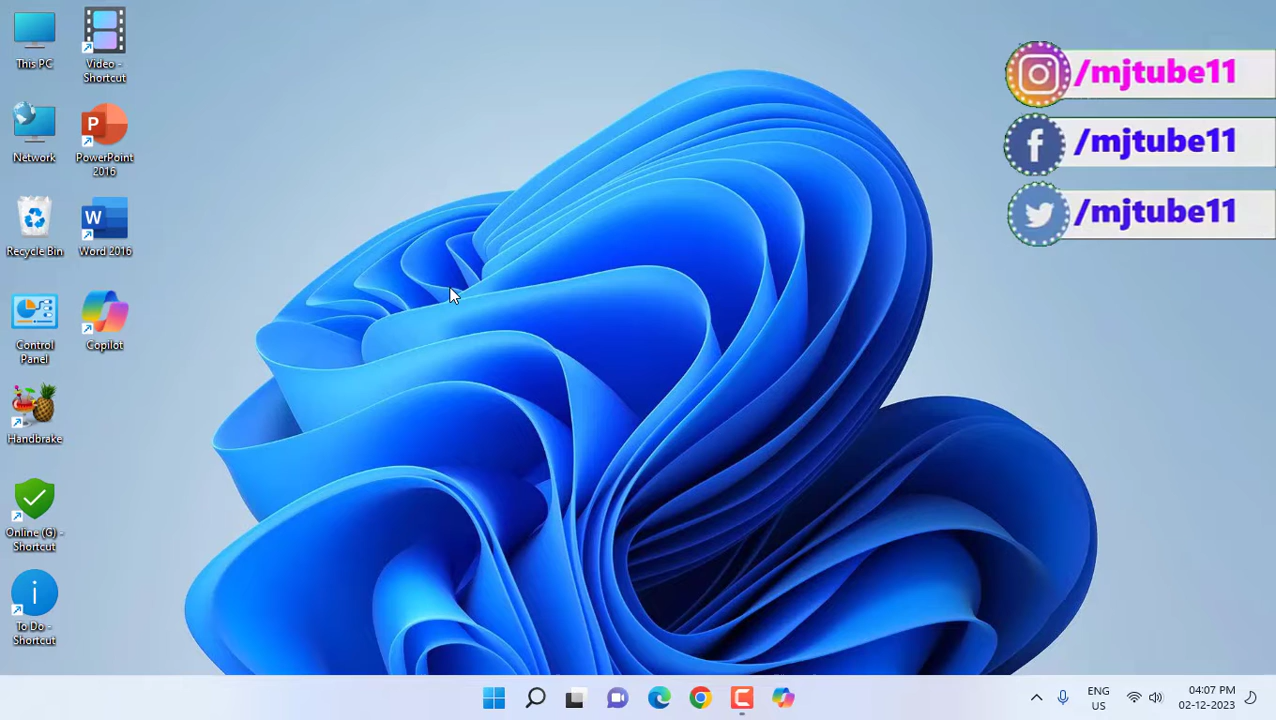 This PC
Video -
Shortcut
Network
PowerPoint
2016
Recycle Bin
Word 2016
Control
Panel
Copilot
Handbrake
Online (G) -
Shortcut
To Do -
Shortcut
/mjtube11
/mjtube11
/mjtube11
ENG
US
04:07 PM
02-12-2023